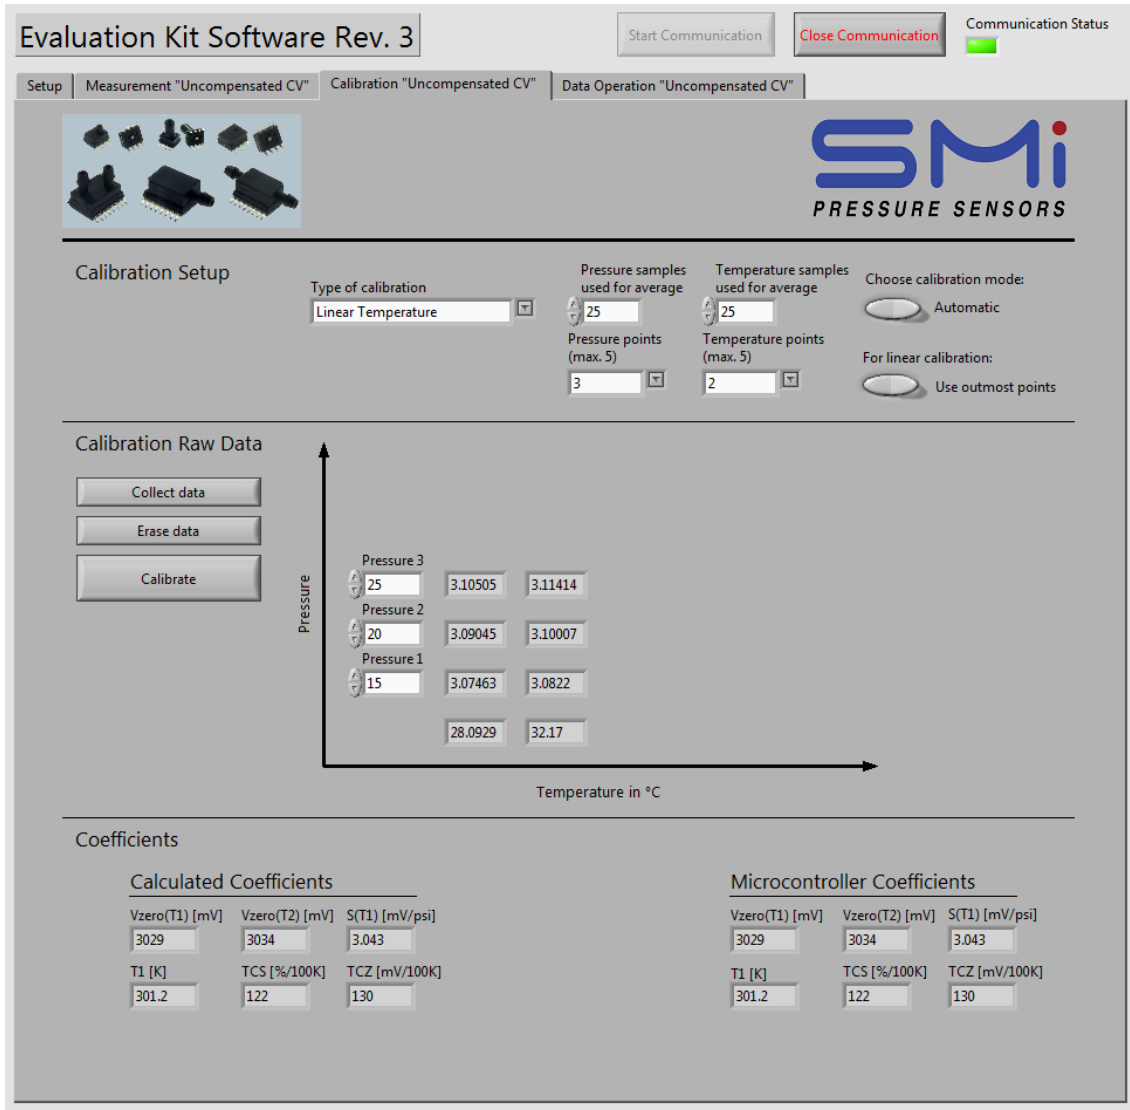 Evaluation Kit Software Rev. 3
Start Communication
Close Communication
Communication Status
Setup
Measurement "Uncompensated CV"
Calibration "Uncompensated CV"
Data Operation "Uncompensated CV"
SMi
PRESSURE SENSORS
Calibration Setup
Type of calibration
Linear Temperature
Pressure samples
used for average
25
Temperature samples
used for average
25
Pressure points
(max. 5)
3
Temperature points
(max. 5)
2
Choose calibration mode:
Automatic
For linear calibration:
Use outmost points
Calibration Raw Data
Collect data
Erase data
Calibrate
Pressure
Pressure 3
25 3.10505 3.11414
Pressure 2
20 3.09045 3.10007
Pressure 1
15 3.07463 3.0822
28.0929 32.17
Temperature in °C
Coefficients
Calculated Coefficients
Vzero(T1) [mV] Vzero(T2) [mV] S(T1) [mV/psi]
3029 3034 3.043
T1 [K] TCS [%/100K] TCZ [mV/100K]
301.2 122 130
Microcontroller Coefficients
Vzero(T1) [mV] Vzero(T2) [mV] S(T1) [mV/psi]
3029 3034 3.043
T1 [K] TCS [%/100K] TCZ [mV/100K]
301.2 122 130